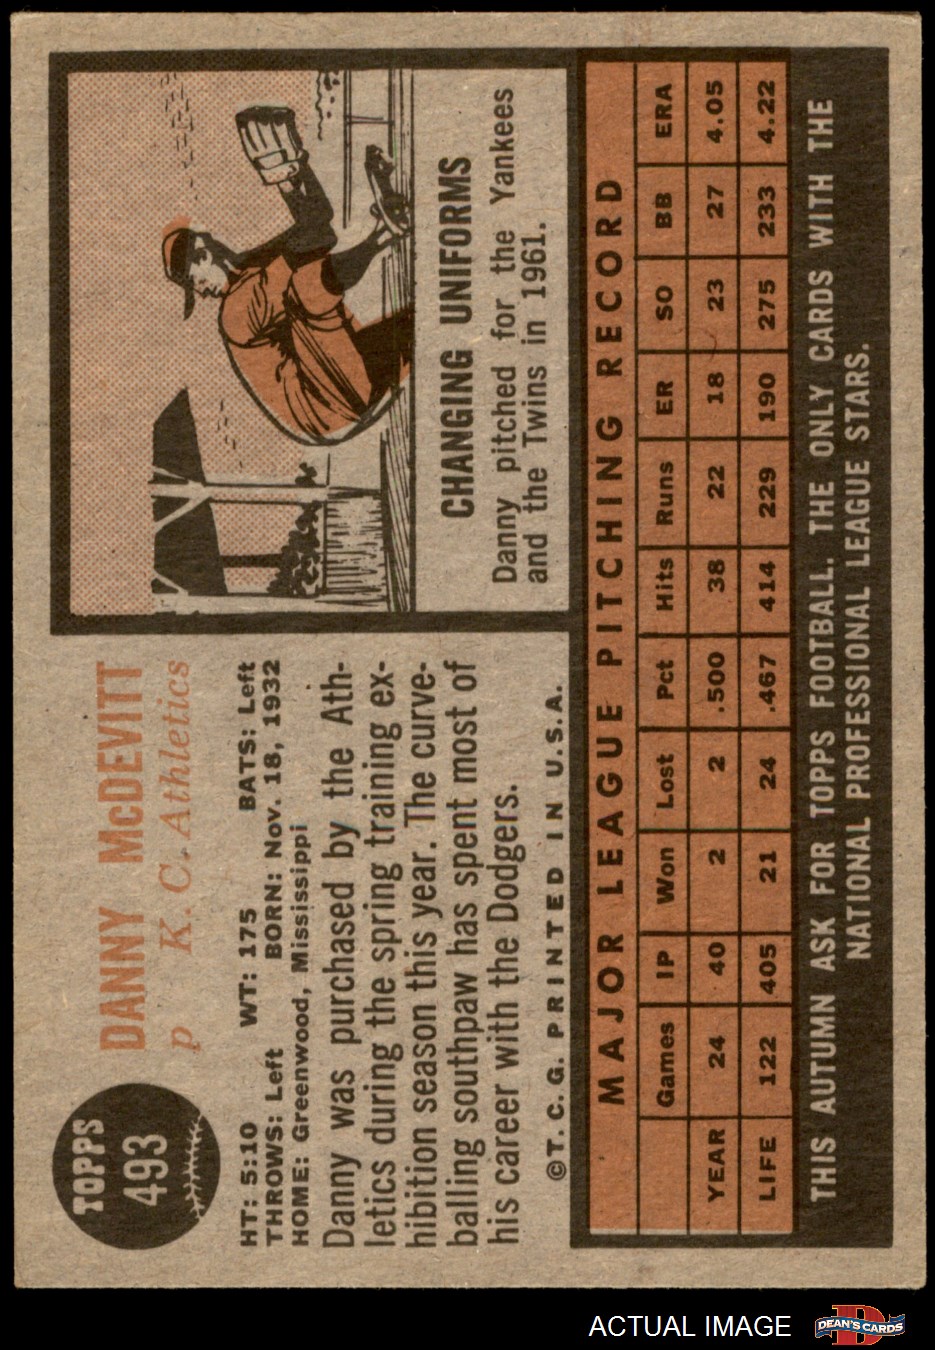 TOPPS
493
DANNY McDEVITT
p K. C. Athletics
HT: 5:10 WT: 175 BATS: Left
THROWS: Left BORN: Nov. 18, 1932
HOME: Greenwood, Mississippi
Danny was purchased by the Ath-
letics during the spring training ex-
hibition season this year. The curve-
balling southpaw has spent most of
his career with the Dodgers.
©T. C. G. PRINTED IN U.S.A.
CHANGING UNIFORMS
Danny pitched for the Yankees
and the Twins in 1961.
MAJOR LEAGUE PITCHING RECORD
Games IP Won Lost Pct Hits Runs ER SO BB ERA
YEAR 24 40 2 2 .500 38 22 18 23 27 4.05
LIFE 122 405 21 24 .467 414 229 190 275 233 4.22
THIS AUTUMN ASK FOR TOPPS FOOTBALL. THE ONLY CARDS WITH THE
NATIONAL PROFESSIONAL LEAGUE STARS.
ACTUAL IMAGE
DEAN'S CARDS